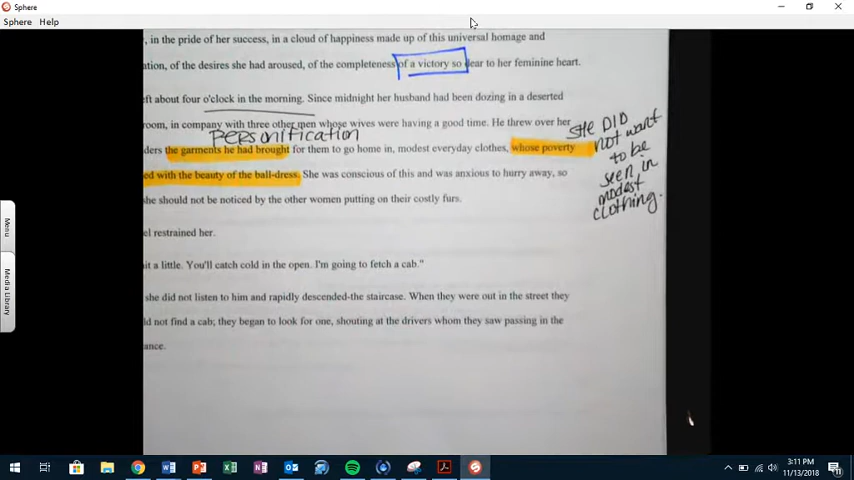 Sphere
Sphere Help
, in the pride of her success, in a cloud of happiness made up of this universal homage and
ation, of the desires she had aroused, of the completeness of a victory so dear to her feminine heart.
eft about four o'clock in the morning. Since midnight her husband had been dozing in a deserted
room, in company with three other men whose wives were having a good time. He threw over her
Personification
ders the garments he had brought for them to go home in, modest everyday clothes, whose poverty
ed with the beauty of the ball-dress. She was conscious of this and was anxious to hurry away, so
she should not be noticed by the other women putting on their costly furs.
She DID
not want
to be
seen in
modest
clothing.
el restrained her.
ait a little. You'll catch cold in the open. I'm going to fetch a cab."
she did not listen to him and rapidly descended-the staircase. When they were out in the street they
ld not find a cab; they began to look for one, shouting at the drivers whom they saw passing in the
ance.
Menu
Media Library
3:11 PM
11/13/2018